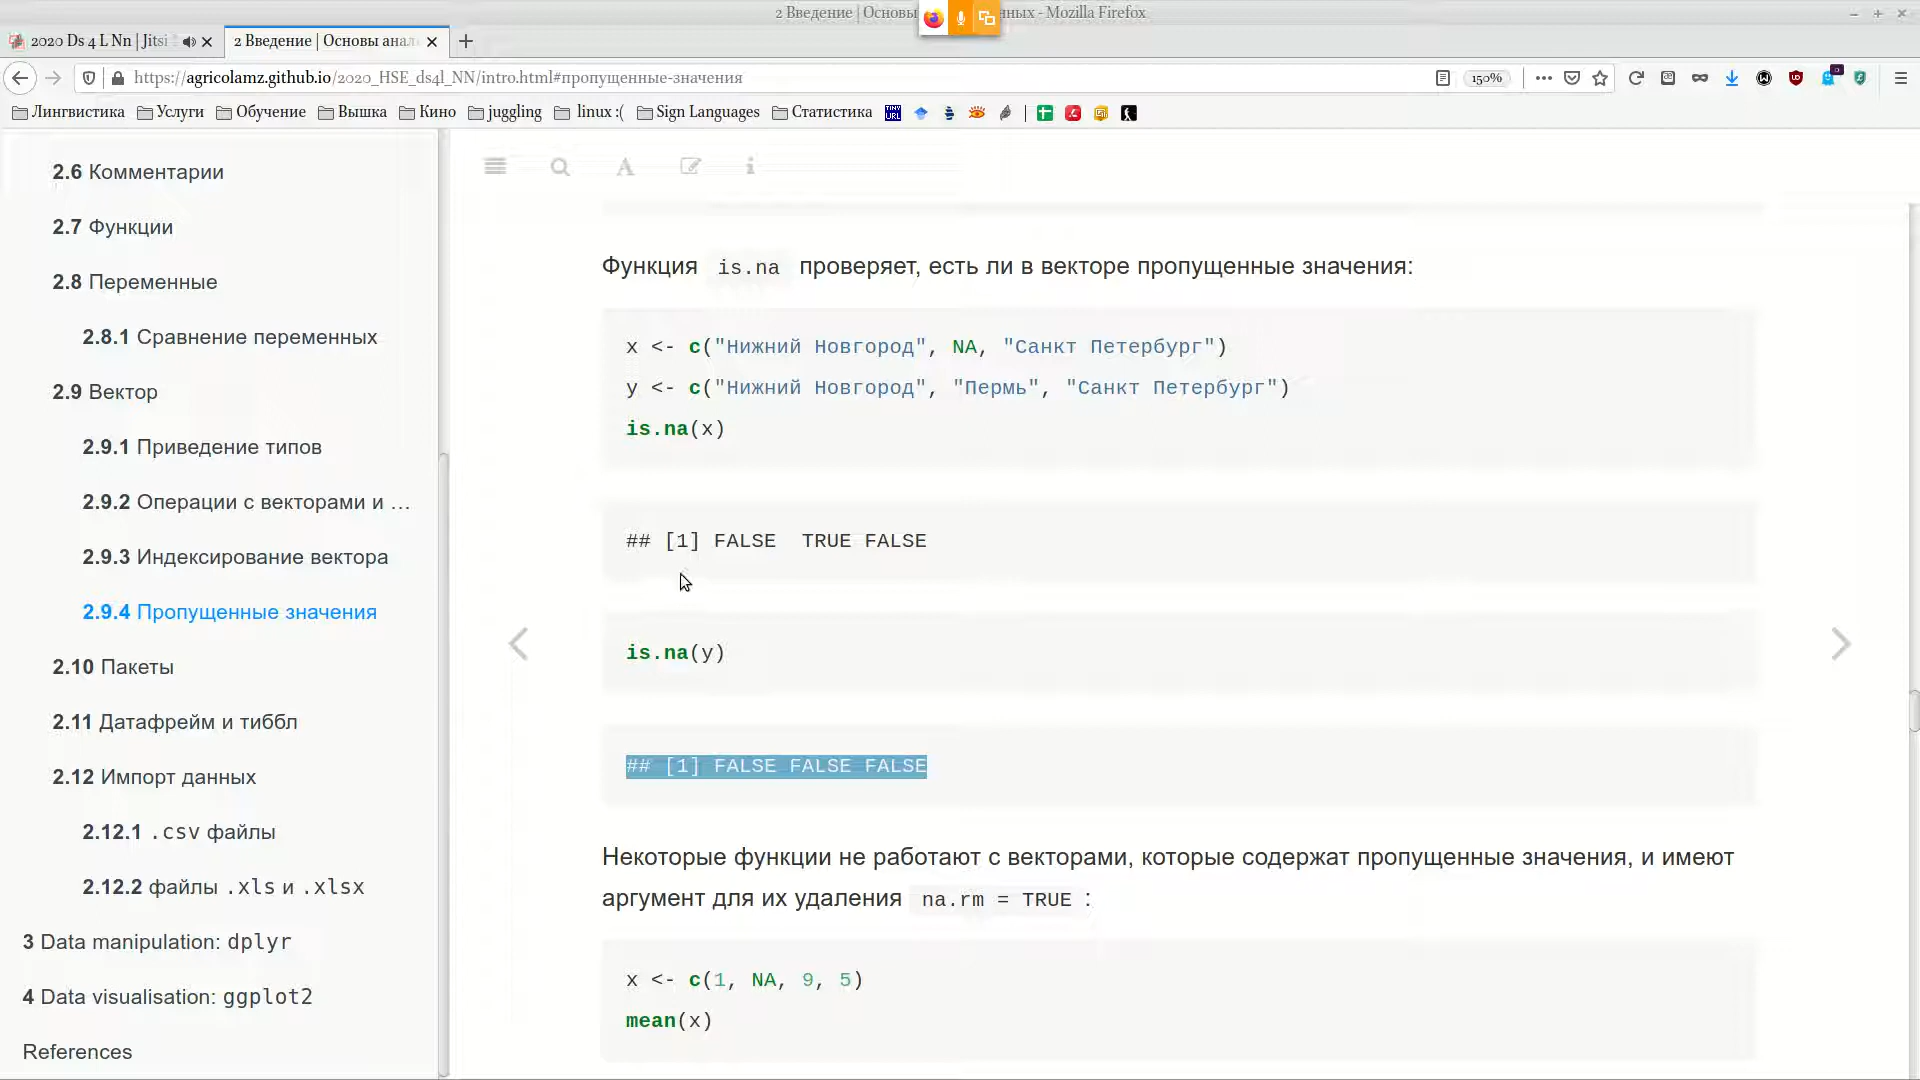 2 Введение | Основы
нных - Mozilla Firefox
2020 Ds 4 L Nn | Jitsi
2 Введение | Основы анал
https://agricolamz.github.io/2020_HSE_ds4l_NN/intro.html#пропущенные-значения
150%
Лингвистика Услуги Обучение Вышка Кино juggling linux :( Sign Languages Статистика
2.6 Комментарии
2.7 Функции
2.8 Переменные
2.8.1 Сравнение переменных
2.9 Вектор
2.9.1 Приведение типов
2.9.2 Операции с векторами и …
2.9.3 Индексирование вектора
2.9.4 Пропущенные значения
2.10 Пакеты
2.11 Датафрейм и тиббл
2.12 Импорт данных
2.12.1 .csv файлы
2.12.2 файлы .xls и .xlsx
3 Data manipulation: dplyr
4 Data visualisation: ggplot2
References
Функция is.na проверяет, есть ли в векторе пропущенные значения:
x <- c("Нижний Новгород", NA, "Санкт Петербург")
y <- c("Нижний Новгород", "Пермь", "Санкт Петербург")
is.na(x)
## [1] FALSE  TRUE FALSE
is.na(y)
## [1] FALSE FALSE FALSE
Некоторые функции не работают с векторами, которые содержат пропущенные значения, и имеют
аргумент для их удаления na.rm = TRUE :
x <- c(1, NA, 9, 5)
mean(x)